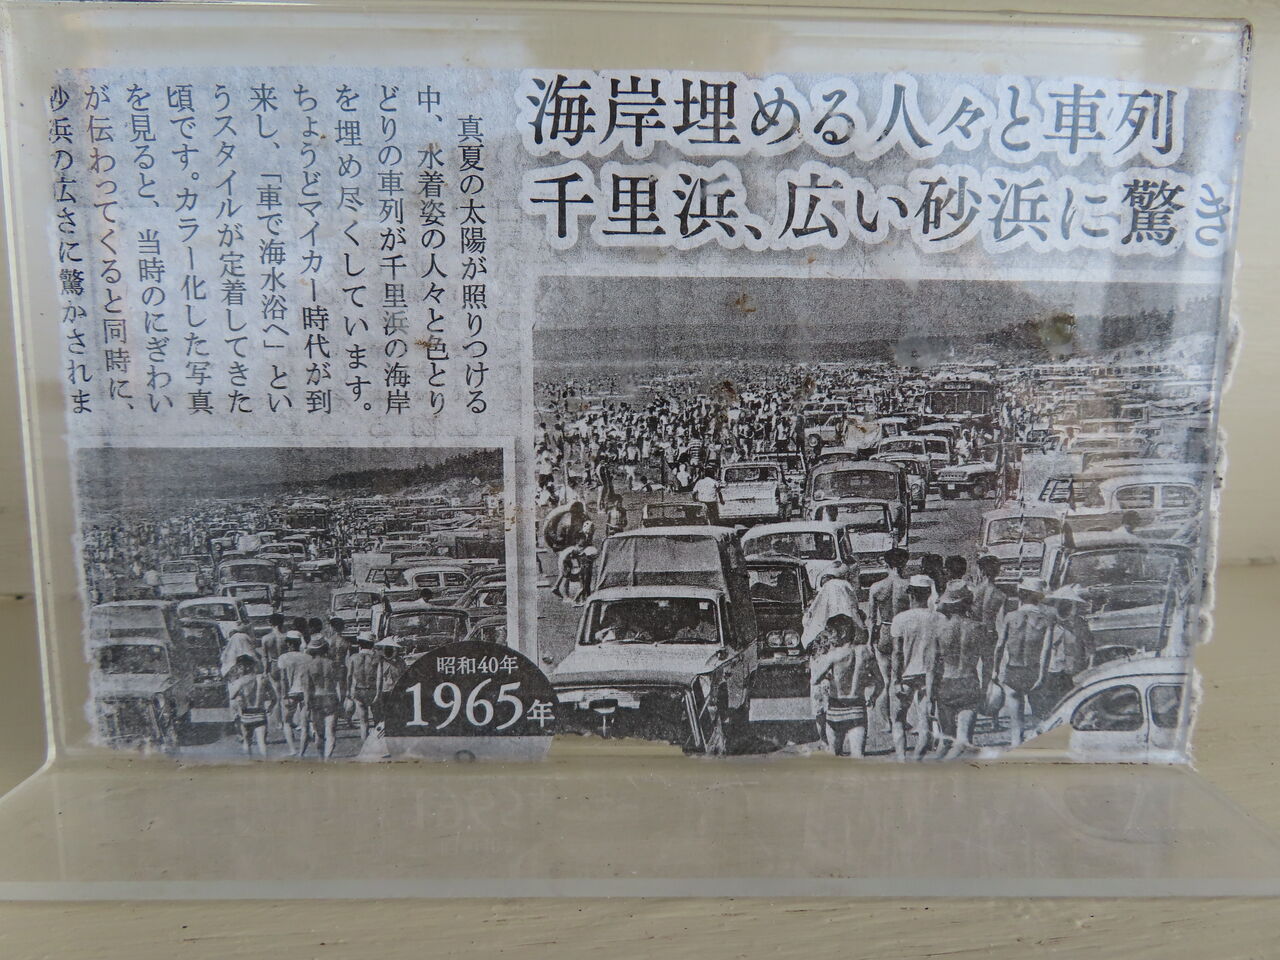 海岸埋める人々と車列
千里浜、広い砂浜に驚き
真夏の太陽が照りつける
中、水着姿の人々と色と り
どりの車列が千里浜の海岸
を埋め尽くしています。
ちょうどマイカー時代が到
来し、「車で海水浴へ」とい
うスタイルが定着してきた
頃です。カラー化した写真
を見ると、当時のにぎわい
が伝わってくると同時に、
砂浜の広さに驚かされま
昭和40年
1965年